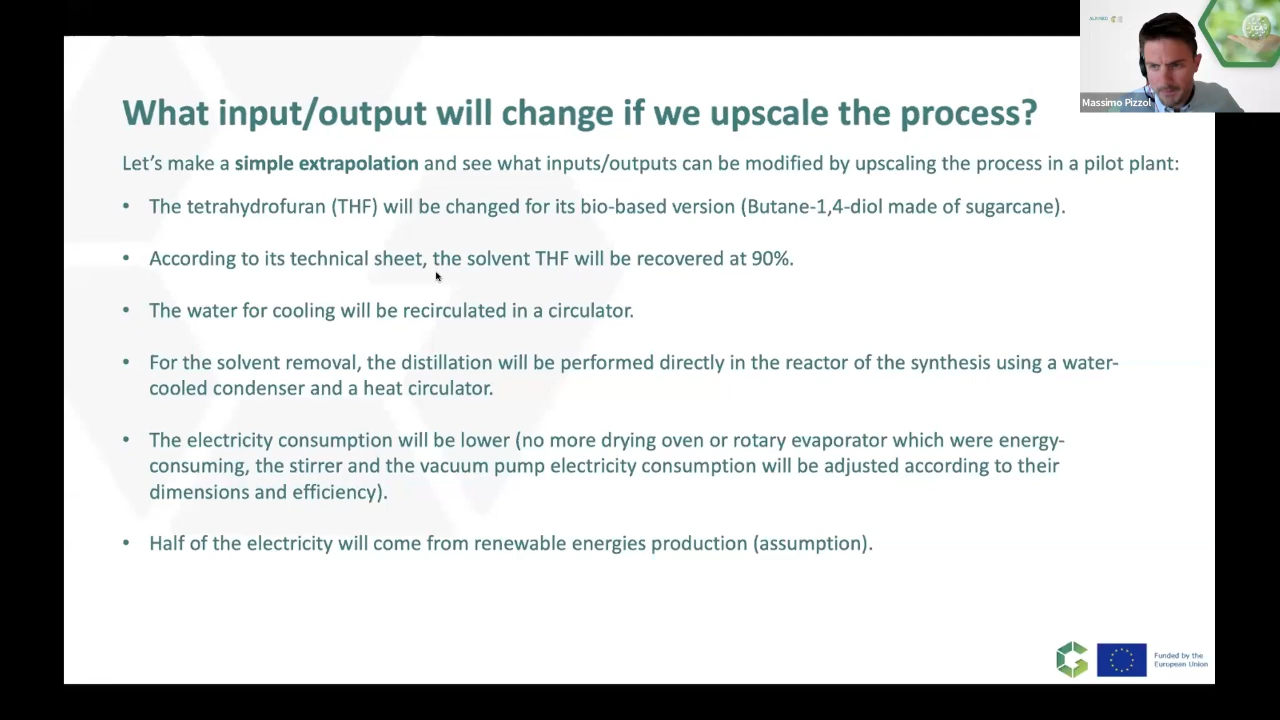 What input/output will change if we upscale the process?
Let's make a simple extrapolation and see what inputs/outputs can be modified by upscaling the process in a pilot plant:
• The tetrahydrofuran (THF) will be changed for its bio-based version (Butane-1,4-diol made of sugarcane).
• According to its technical sheet, the solvent THF will be recovered at 90%.
• The water for cooling will be recirculated in a circulator.
• For the solvent removal, the distillation will be performed directly in the reactor of the synthesis using a water-
cooled condenser and a heat circulator.
• The electricity consumption will be lower (no more drying oven or rotary evaporator which were energy-
consuming, the stirrer and the vacuum pump electricity consumption will be adjusted according to their
dimensions and efficiency).
• Half of the electricity will come from renewable energies production (assumption).
Massimo Pizzol
LCA
Funded by the
European Union